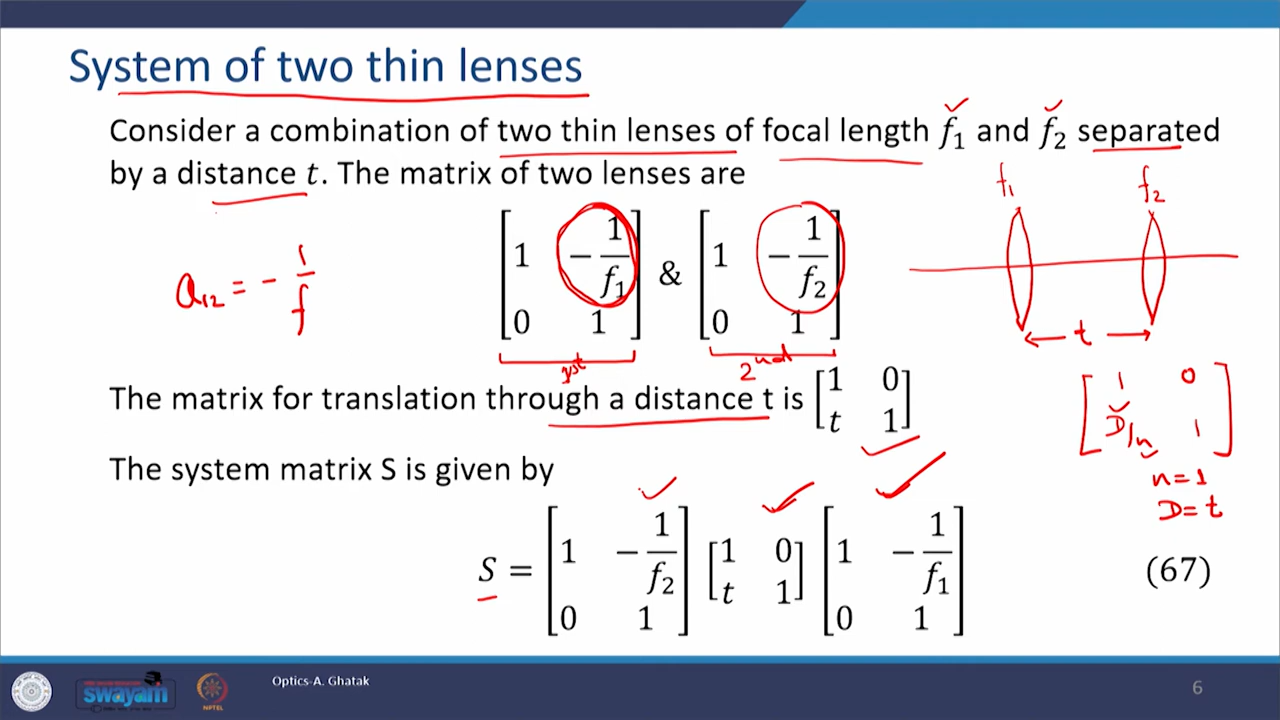 System of two thin lenses
Consider a combination of two thin lenses of focal length f₁ and f₂ separated
by a distance t. The matrix of two lenses are
f₁ f₂
a₁₂ = - 1/f
[1 -1/f₁; 0 1] & [1 -1/f₂; 0 1]
t
1st 2nd
The matrix for translation through a distance t is [1 0; t 1]
[1 0; D/n 1]
n=1
D=t
The system matrix S is given by
S = [1 -1/f₂; 0 1] [1 0; t 1] [1 -1/f₁; 0 1] (67)
swayam
NPTEL
Optics-A. Ghatak
6